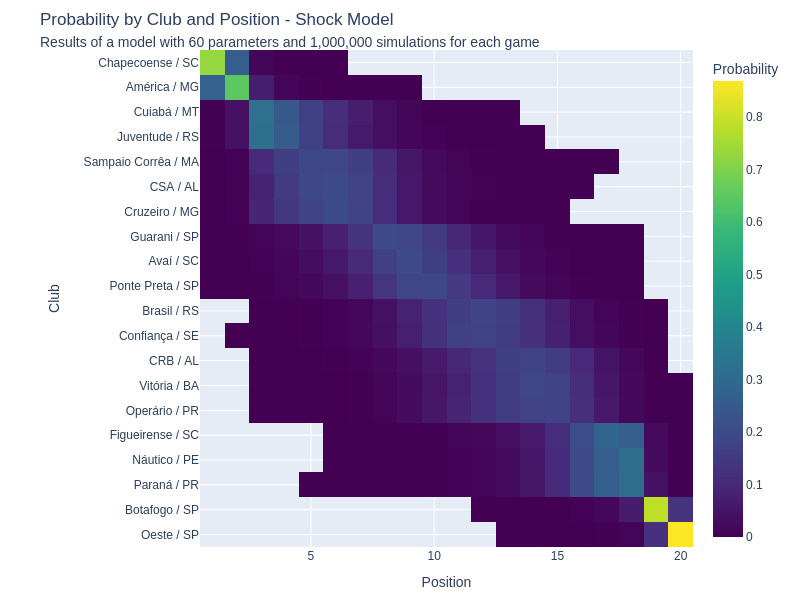 Probability by Club and Position - Shock Model
Results of a model with 60 parameters and 1,000,000 simulations for each game
Probability
Chapecoense / SC
América / MG
Cuiabá / MT
Juventude / RS
Sampaio Corrêa / MA
CSA / AL
Cruzeiro / MG
Guarani / SP
Avaí / SC
Ponte Preta / SP
Brasil / RS
Confiança / SE
CRB / AL
Vitória / BA
Operário / PR
Figueirense / SC
Náutico / PE
Paraná / PR
Botafogo / SP
Oeste / SP
Club
5
10
15
20
Position
0.8
0.7
0.6
0.5
0.4
0.3
0.2
0.1
0